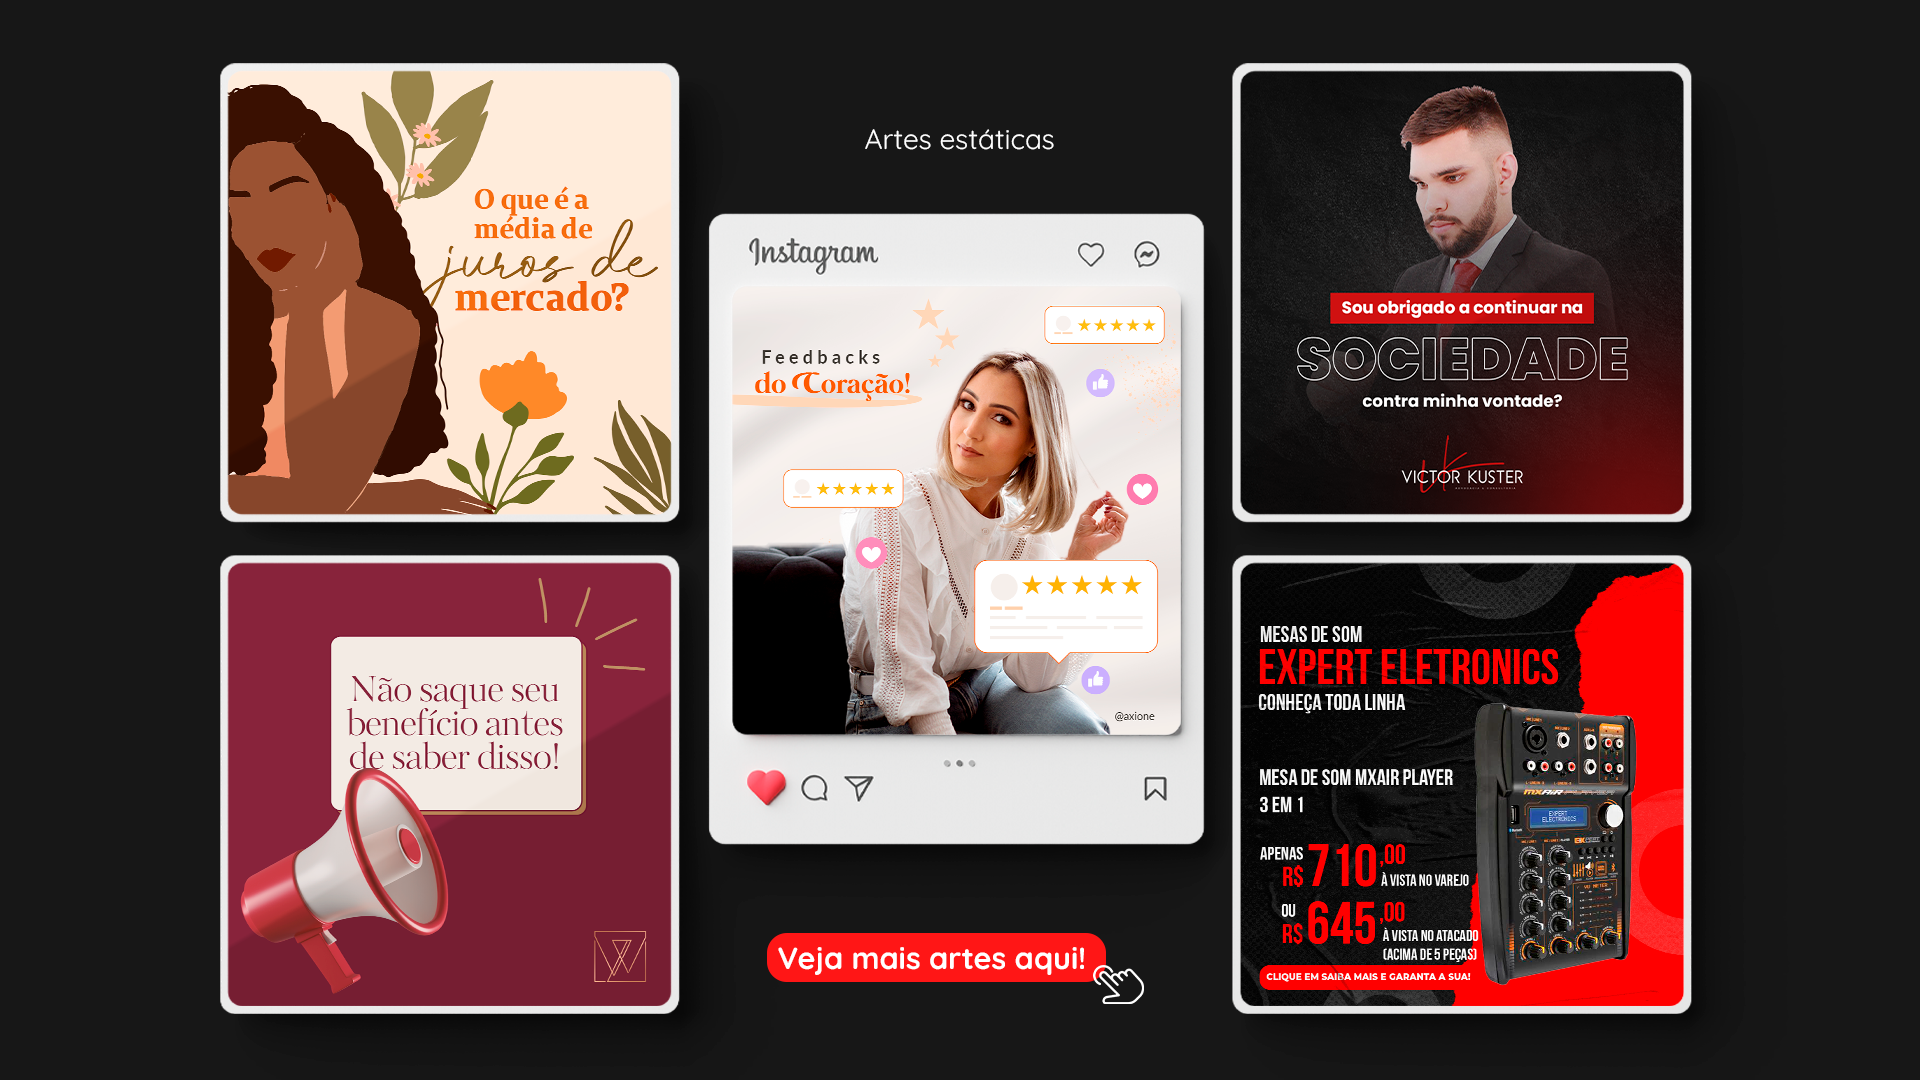 Artes estáticas
O que é a
média de
juros de
mercado?
Instagram
Feedbacks
do Coração!
@axione
Sou obrigado a continuar na
SOCIEDADE
contra minha vontade?
VICTOR KUSTER
Não saque seu
benefício antes
de saber disso!
Veja mais artes aqui!
MESAS DE SOM
EXPERT ELETRONICS
CONHEÇA TODA LINHA
MESA DE SOM MXAIR PLAYER
3 EM 1
APENAS
R$ 710,00
À VISTA NO VAREJO
OU
R$ 645,00
À VISTA NO ATACADO
(ACIMA DE 5 PEÇAS)
CLIQUE EM SAIBA MAIS E GARANTA A SUA!
MXAIR PLAYER
EXPERT
ELECTRONICS